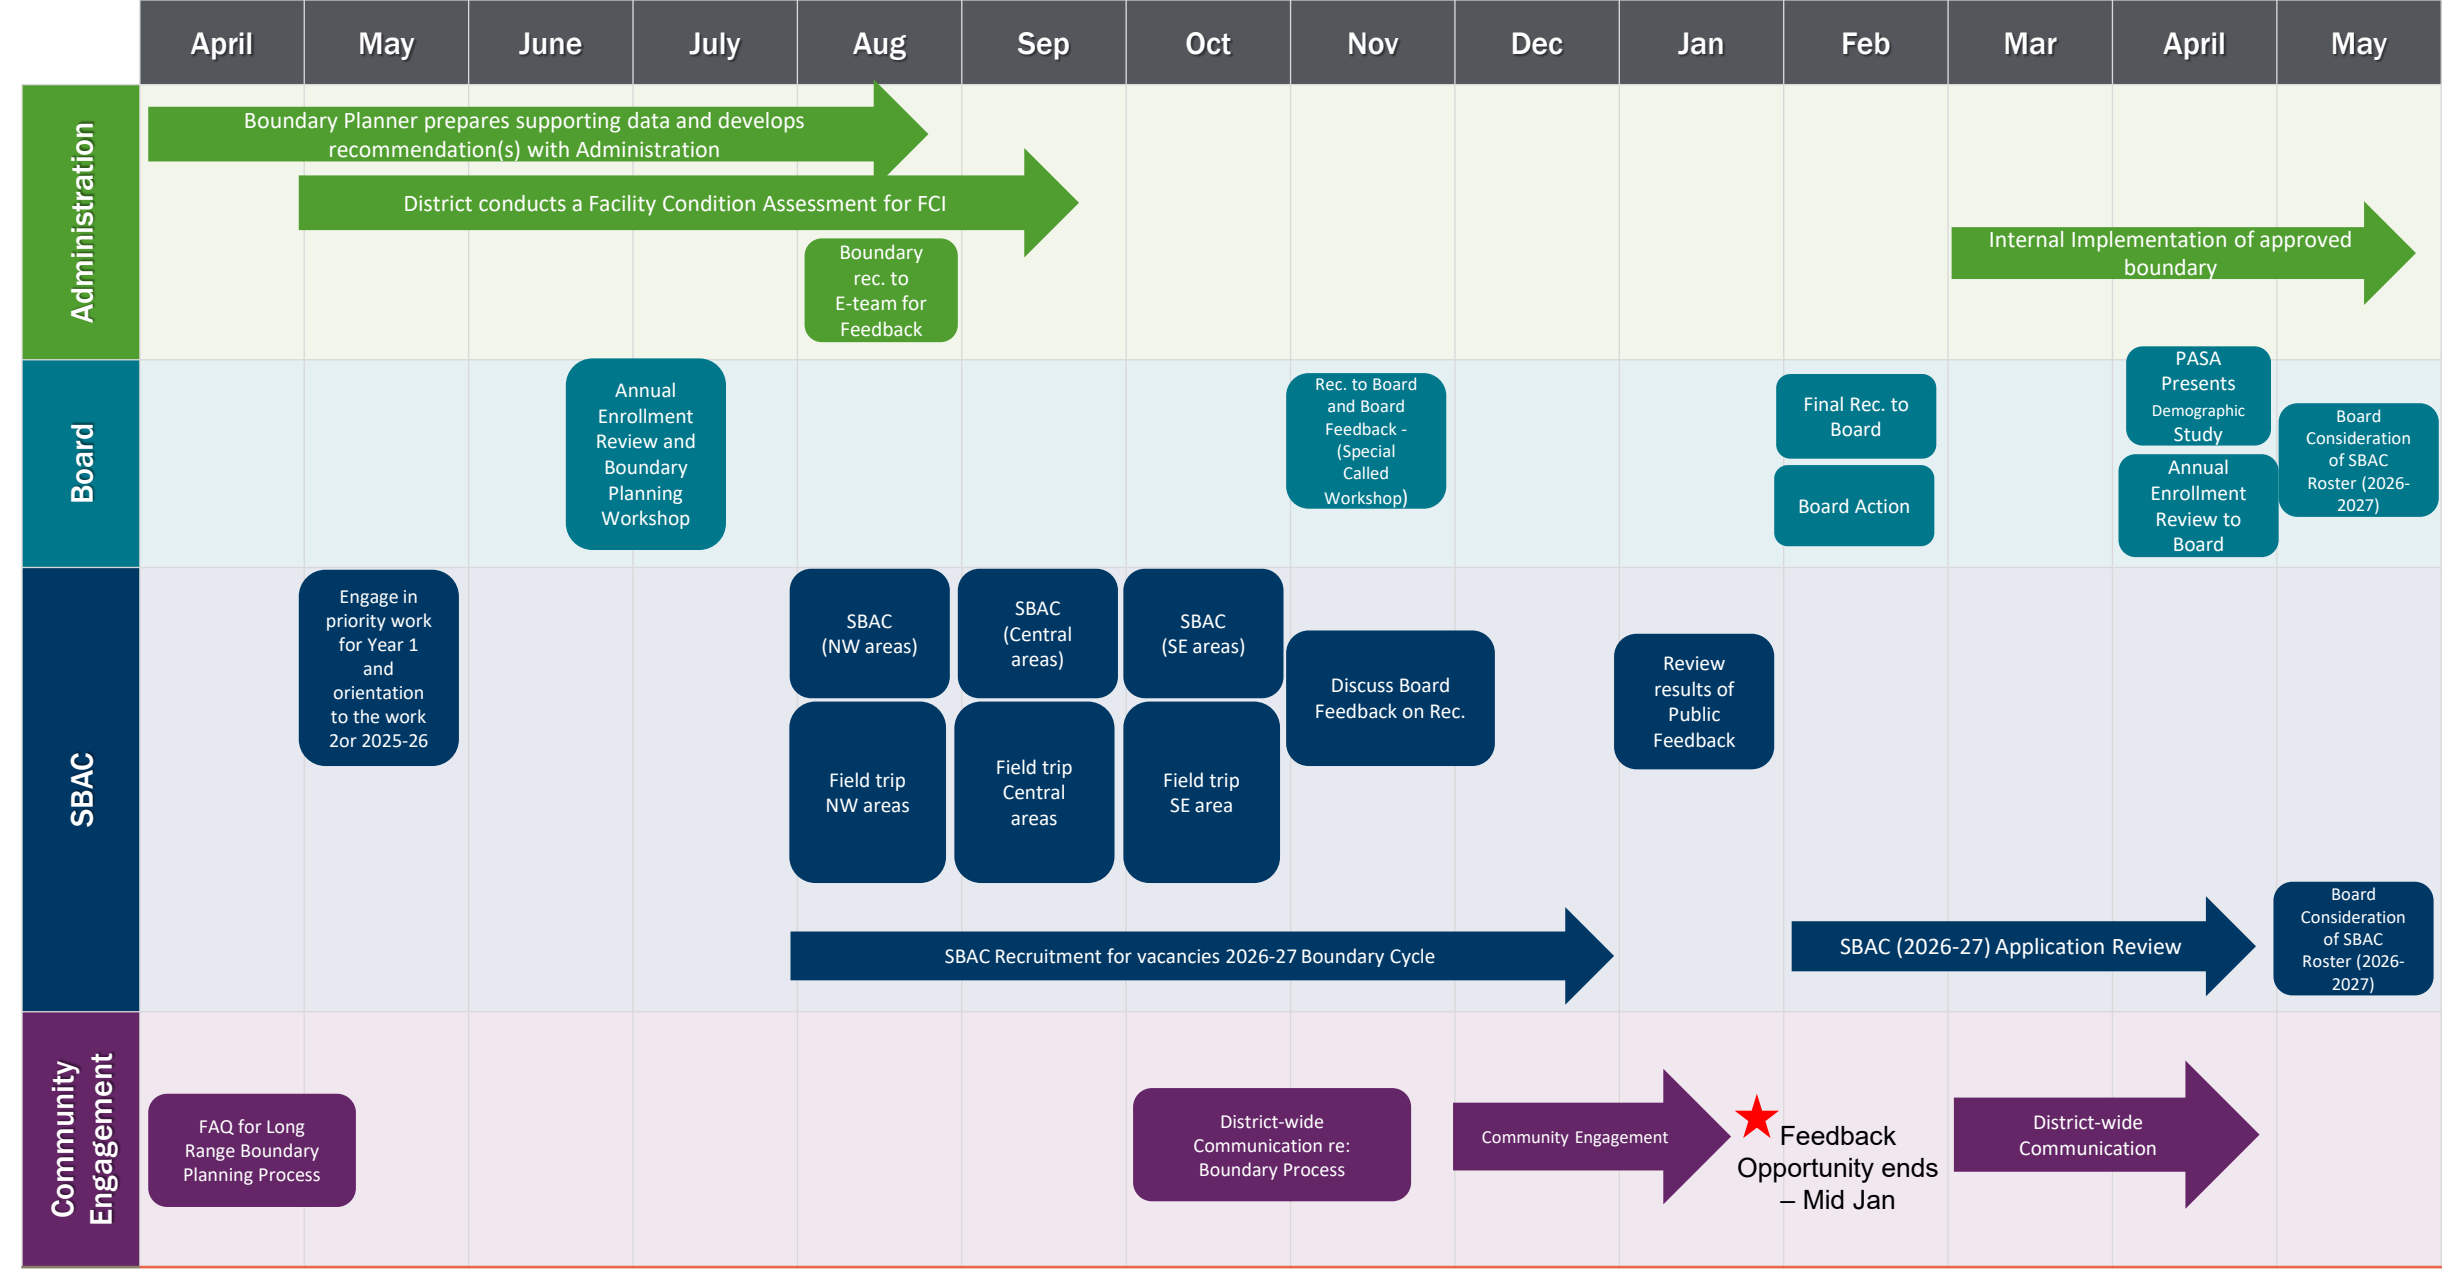 April
May
June
July
Aug
Sep
Oct
Nov
Dec
Jan
Feb
Mar
April
May
Administration
Boundary Planner prepares supporting data and develops
recommendation(s) with Administration
District conducts a Facility Condition Assessment for FCI
Boundary
rec. to
E-team for
Feedback
Internal Implementation of approved
boundary
Board
Annual
Enrollment
Review and
Boundary
Planning
Workshop
Rec. to Board
and Board
Feedback -
(Special
Called
Workshop)
Final Rec. to
Board
Board Action
PASA
Presents
Demographic
Study
Annual
Enrollment
Review to
Board
Board
Consideration
of SBAC
Roster (2026-
2027)
SBAC
Engage in
priority work
for Year 1
and
orientation
to the work
2or 2025-26
SBAC
(NW areas)
SBAC
(Central
areas)
SBAC
(SE areas)
Field trip
NW areas
Field trip
Central
areas
Field trip
SE area
Discuss Board
Feedback on Rec.
Review
results of
Public
Feedback
SBAC Recruitment for vacancies 2026-27 Boundary Cycle
SBAC (2026-27) Application Review
Board
Consideration
of SBAC
Roster (2026-
2027)
Community
Engagement
FAQ for Long
Range Boundary
Planning Process
District-wide
Communication re:
Boundary Process
Community Engagement
Feedback
Opportunity ends
– Mid Jan
District-wide
Communication